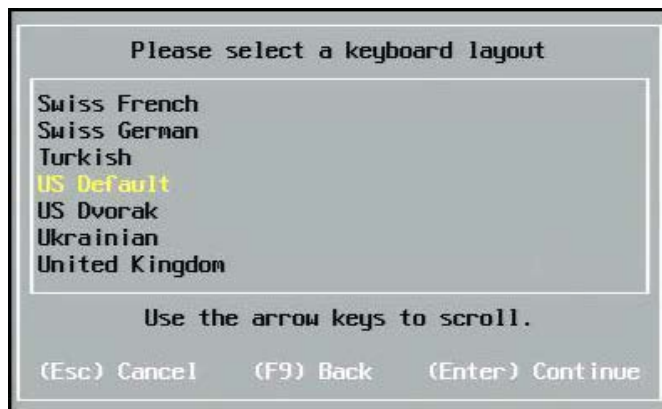 Please select a keyboard layout
Swiss French
Swiss German
Turkish
US Default
US Dvorak
Ukrainian
United Kingdom
Use the arrow keys to scroll.
(Esc) Cancel (F9) Back (Enter) Continue